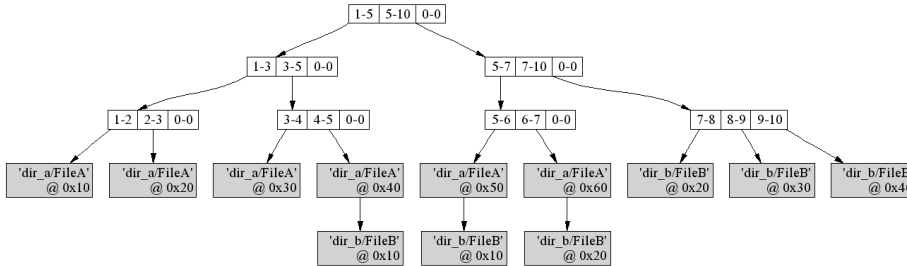 1-5 5-10 0-0
1-3 3-5 0-0
5-7 7-10 0-0
1-2 2-3 0-0
3-4 4-5 0-0
5-6 6-7 0-0
7-8 8-9 9-10
'dir_a/FileA'
@ 0x10
'dir_a/FileA'
@ 0x20
'dir_a/FileA'
@ 0x30
'dir_a/FileA'
@ 0x40
'dir_a/FileA'
@ 0x50
'dir_a/FileA'
@ 0x60
'dir_b/FileB'
@ 0x20
'dir_b/FileB'
@ 0x30
'dir_b/FileB
@ 0x40
'dir_b/FileB'
@ 0x10
'dir_b/FileB'
@ 0x10
'dir_b/FileB'
@ 0x20